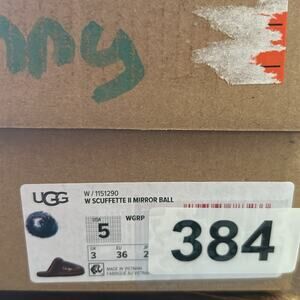 UGG
W / 1151290
W SCUFFETTE II MIRROR BALL
USA
5
WGRP
384
UK
3
EU
36
2
MADE IN VIETNAM
FABRIQUÉ AU VIETNAM